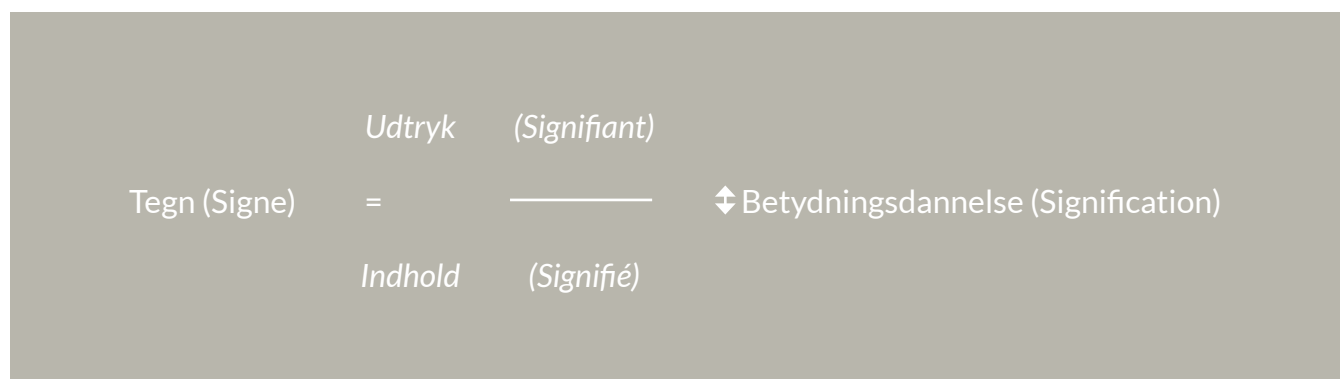 Udtryk (Signifiant)
Tegn (Signe) = Betydningsdannelse (Signification)
Indhold (Signifié)